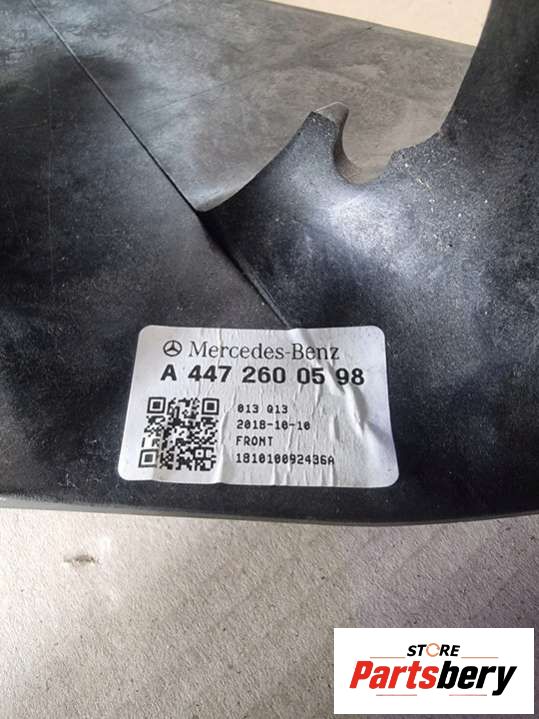 Mercedes-Benz
A 447 260 05 98
013 Q13
2018-10-10
FRONT
181010092436A
STORE
Partsbery